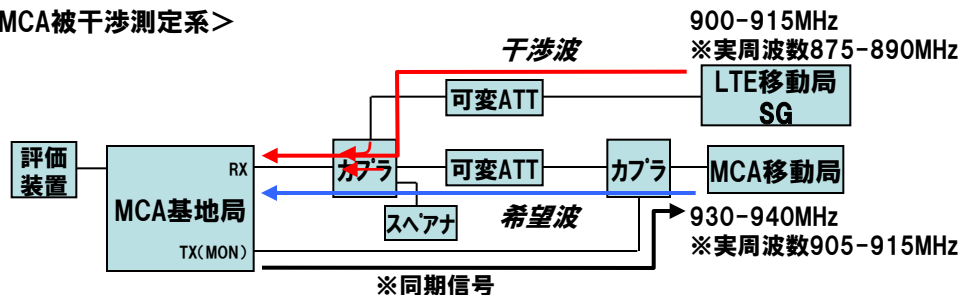 MCA被干渉測定系＞
900-915MHz
※実周波数875-890MHz
干渉波
可変ATT
LTE移動局
SG
評価
装置
RX
カプラ
可変ATT
カプラ
MCA移動局
MCA基地局
スペアナ
希望波
930-940MHz
※実周波数905-915MHz
TX(MON)
※同期信号